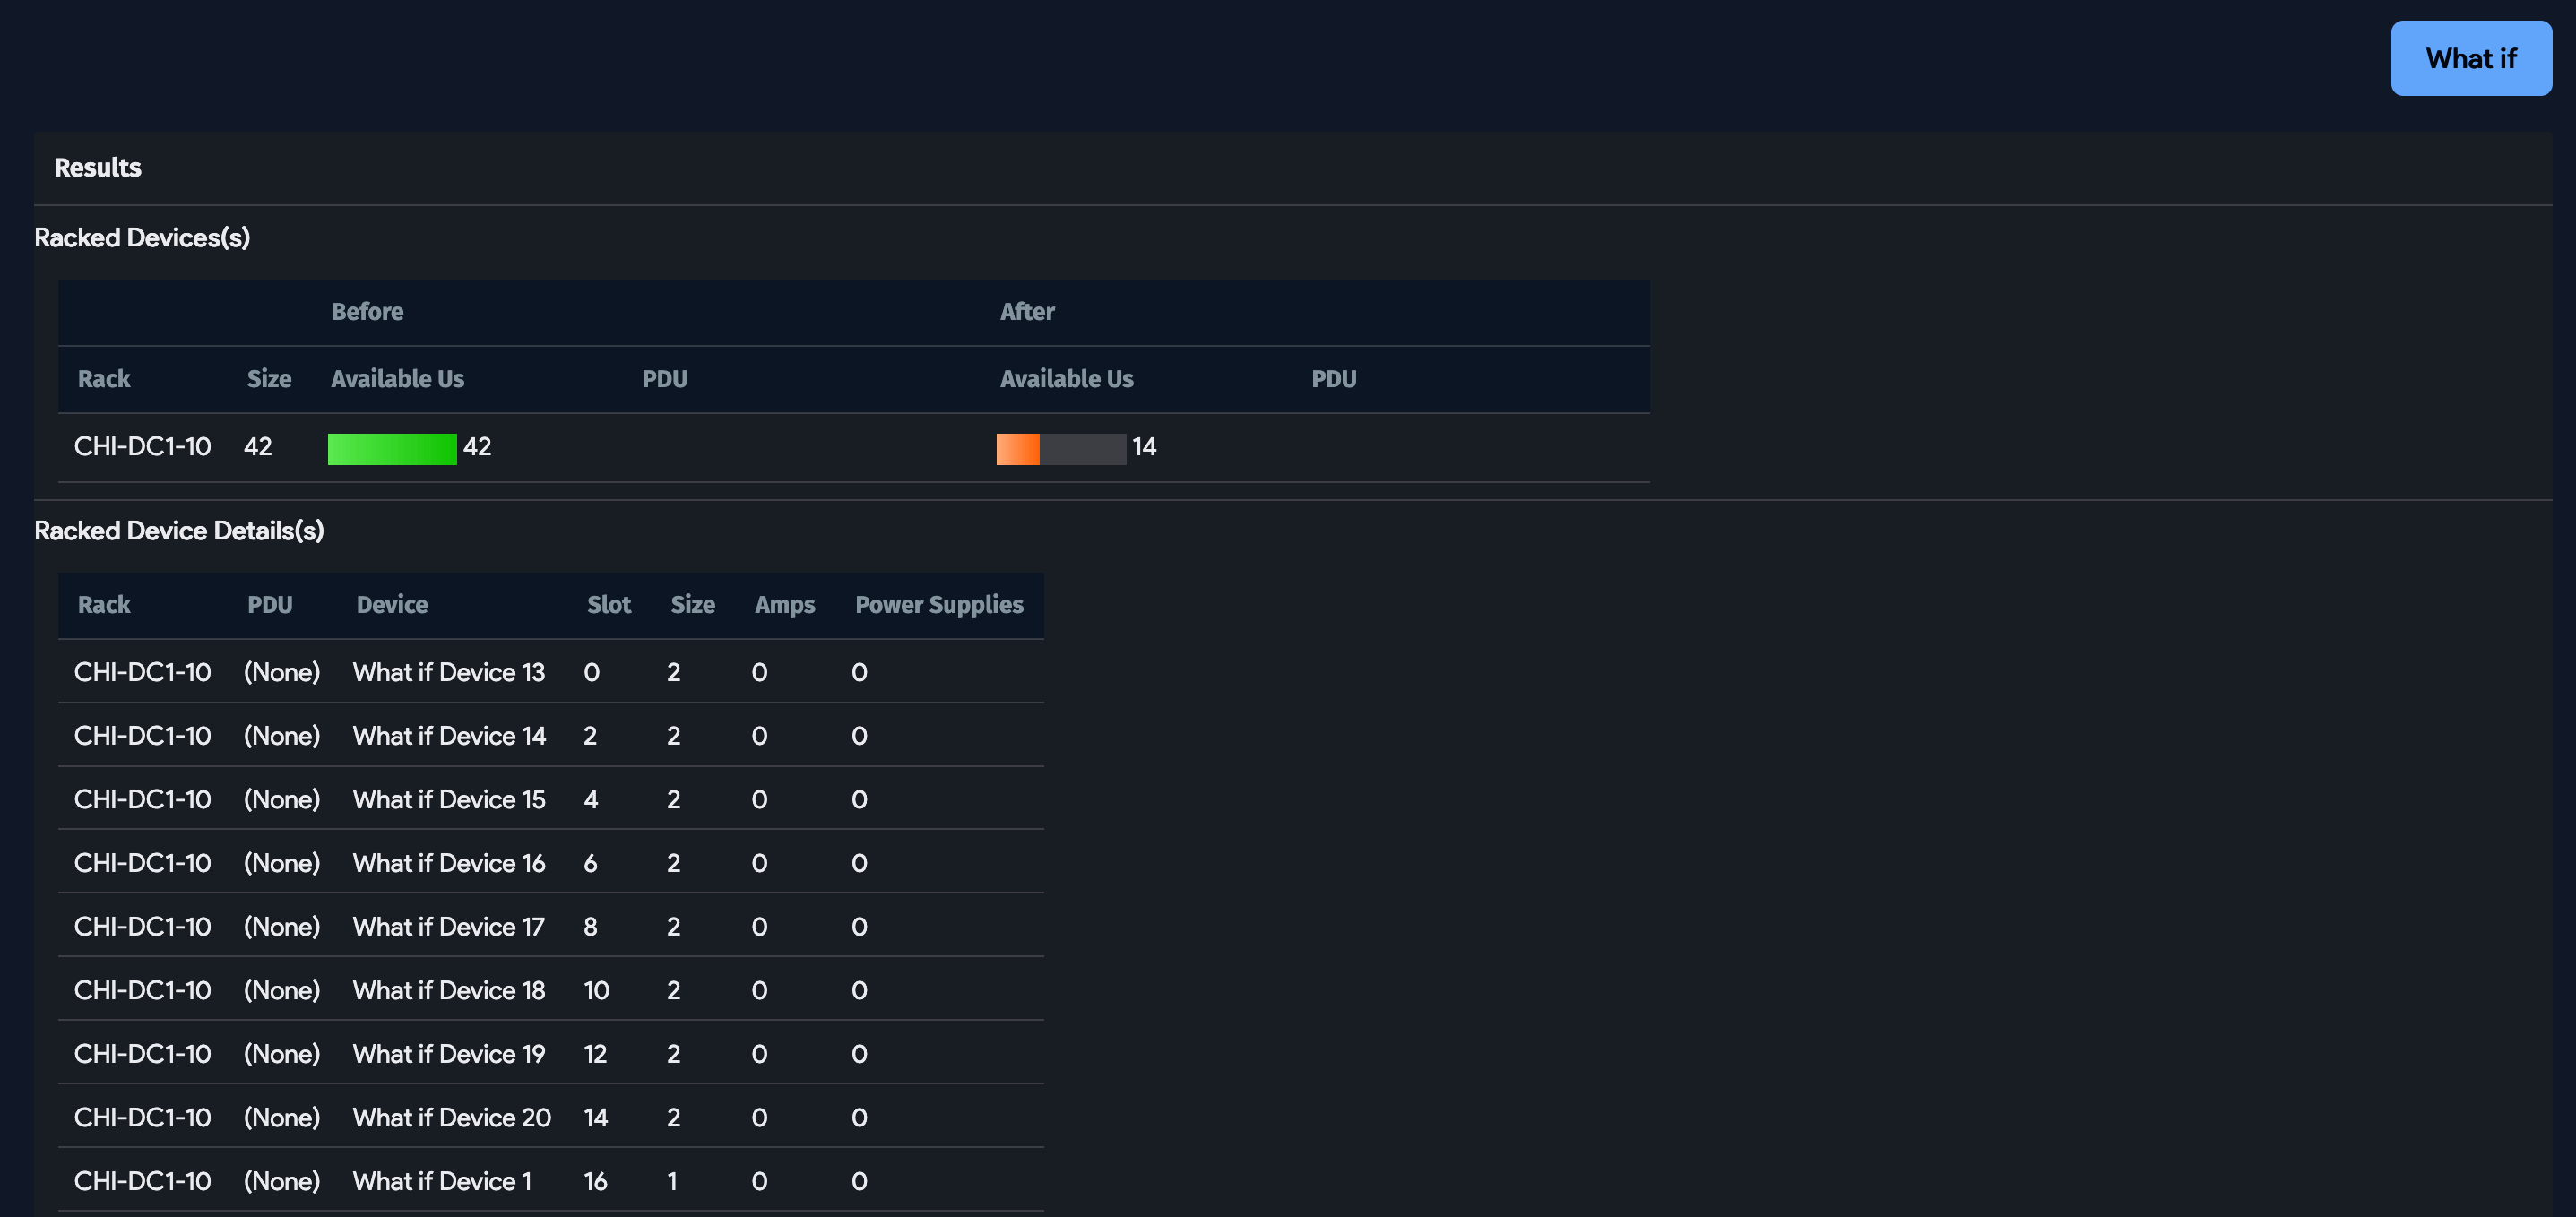 What if
Results
Racked Devices(s)
Before After
Rack Size Available Us PDU Available Us PDU
CHI-DC1-10 42 42 14
Racked Device Details(s)
Rack PDU Device Slot Size Amps Power Supplies
CHI-DC1-10 (None) What if Device 13 0 2 0 0
CHI-DC1-10 (None) What if Device 14 2 2 0 0
CHI-DC1-10 (None) What if Device 15 4 2 0 0
CHI-DC1-10 (None) What if Device 16 6 2 0 0
CHI-DC1-10 (None) What if Device 17 8 2 0 0
CHI-DC1-10 (None) What if Device 18 10 2 0 0
CHI-DC1-10 (None) What if Device 19 12 2 0 0
CHI-DC1-10 (None) What if Device 20 14 2 0 0
CHI-DC1-10 (None) What if Device 1 16 1 0 0